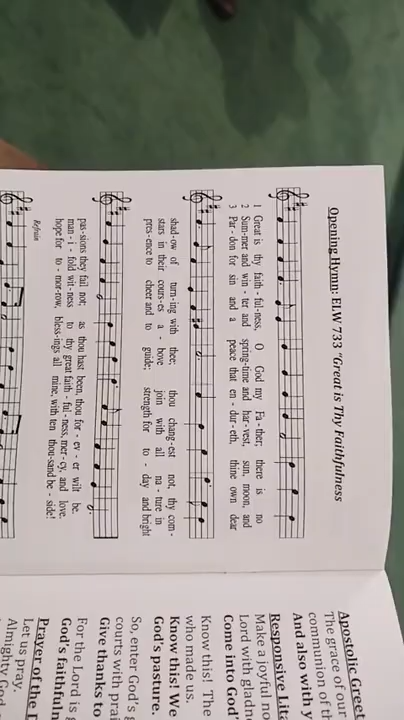 Opening Hymn: ELW 733 "Great is Thy Faithfulness
1 Great is thy faith - ful - ness, O God my Fa - ther; there is no
2 Sum-mer and win - ter and spring-time and har - vest, sun, moon, and
3 Par - don for sin and a peace that en - dur - eth, thine own dear
shad - ow of turn - ing with thee; thou chang - est not, thy com -
stars in their cours - es a - bove join with all na - ture in
pres - ence to cheer and to guide; strength for to - day and bright
pas - sions they fail not; as thou hast been, thou for - ev - er wilt be.
man - i - fold wit - ness to thy great faith - ful - ness, mer - cy, and love.
hope for to - mor-row, bless-ings all mine, with ten thou-sand be - side!
Refrain
Apostolic Greet
The grace of our
communion of th
And also with y
Responsive Lit
Make a joyful no
Lord with gladne
Come into God
Know this! The
who made us.
Know this! We
God's pasture.
So, enter God's g
courts with prai
Give thanks to
For the Lord is g
God's faithfuln
Prayer of the D
Let us pray.
Almighty God